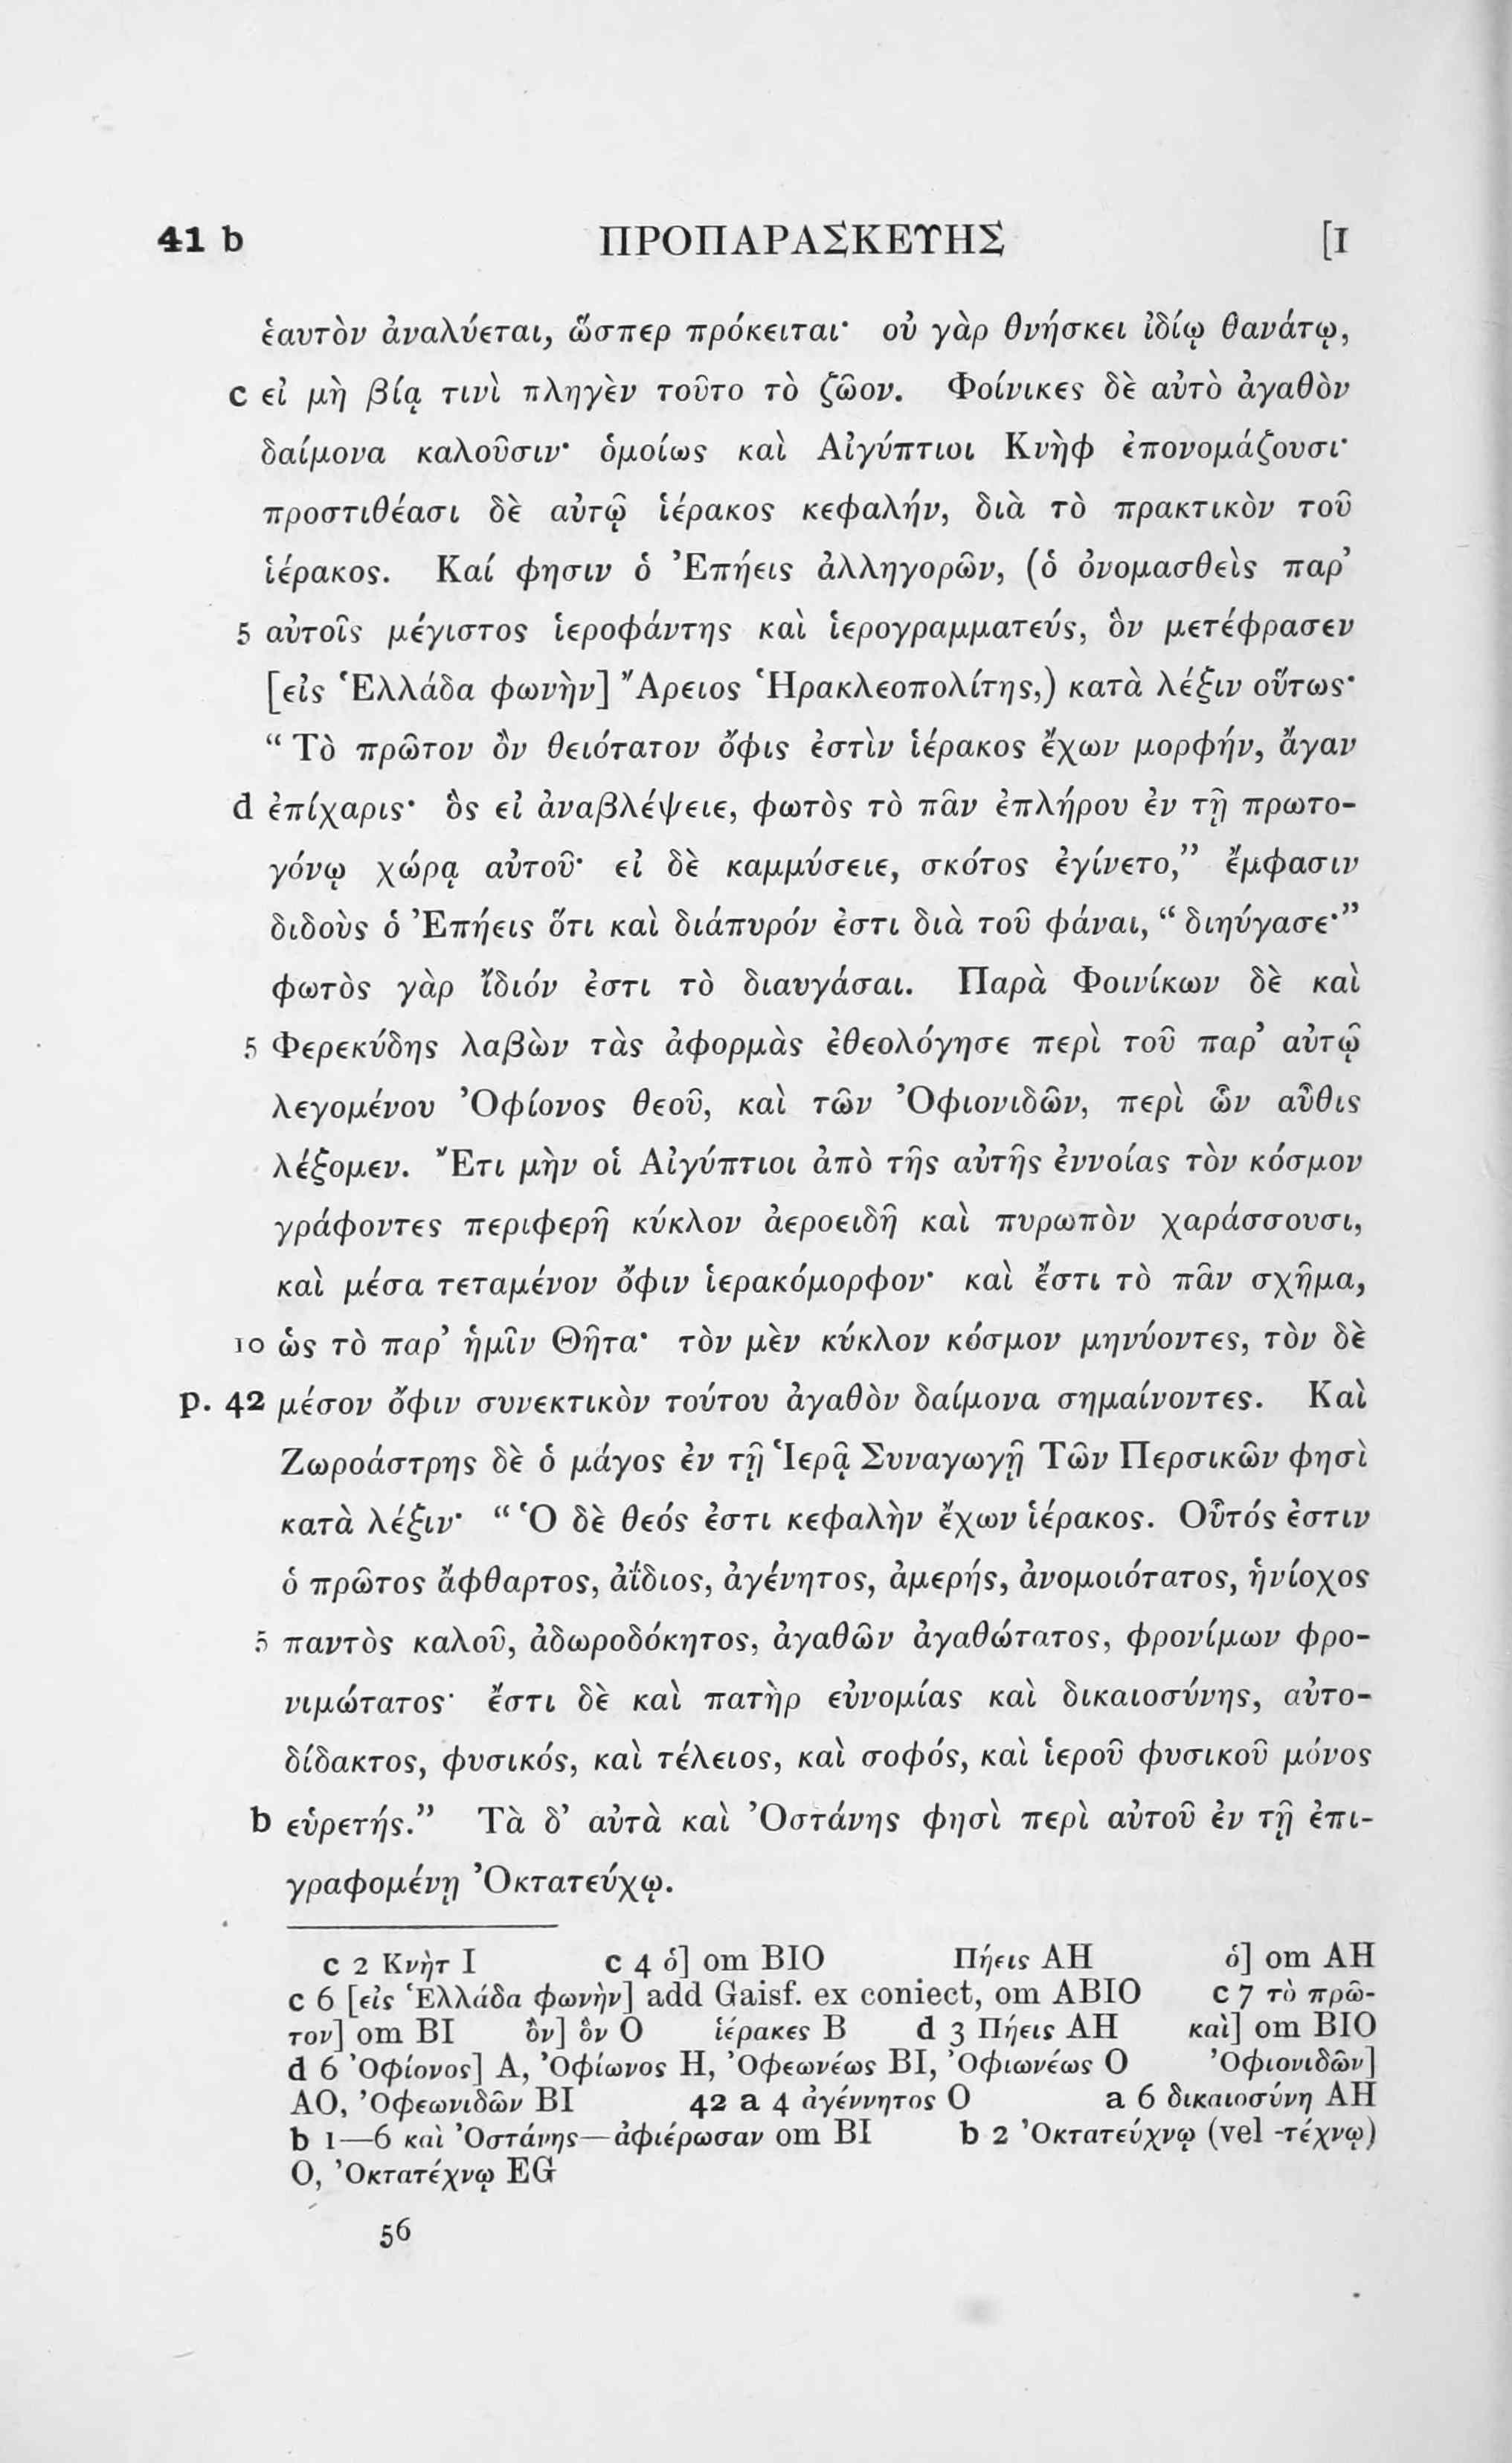 41 b ΠΡΟΠΑΡΑΣΚΕΥΗΣ [I
ἑαυτὸν ἀναλύεται, ὥσπερ πρόκειται· οὐ γὰρ θνήσκει ἰδίῳ θανάτῳ,
c εἰ μὴ βίᾳ τινὶ πληγὲν τοῦτο τὸ ζῶον. Φοίνικες δὲ αὐτὸ ἀγαθὸν
δαίμονα καλοῦσιν· ὁμοίως καὶ Αἰγύπτιοι Κνὴφ ἐπονομάζουσι·
προστιθέασι δὲ αὐτῷ ἱέρακος κεφαλήν, διὰ τὸ πρακτικὸν τοῦ
ἱέρακος. Καί φησιν ὁ Ἐπήεις ἀλληγορῶν, (ὁ ὀνομασθεὶς παρ’
5 αὐτοῖς μέγιστος ἱεροφάντης καὶ ἱερογραμματεύς, ὃν μετέφρασεν
[εἰς Ἑλλάδα φωνὴν] Ἄρειος Ἡρακλεοπολίτης,) κατὰ λέξιν οὕτως·
“Τὸ πρῶτον ὂν θειότατον ὄφις ἐστὶν ἱέρακος ἔχων μορφήν, ἄγαν
d ἐπίχαρις· ὃς εἰ ἀναβλέψειε, φωτὸς τὸ πᾶν ἐπλήρου ἐν τῇ πρωτο-
γόνῳ χώρᾳ αὐτοῦ· εἰ δὲ καμμύσειε, σκότος ἐγίνετο,” ἔμφασιν
διδοὺς ὁ Ἐπήεις ὅτι καὶ διάπυρόν ἐστι διὰ τοῦ φάναι, “διηύγασε·”
φωτὸς γὰρ ἴδιόν ἐστι τὸ διαυγάσαι. Παρὰ Φοινίκων δὲ καὶ
5 Φερεκύδης λαβὼν τὰς ἀφορμὰς ἐθεολόγησε περὶ τοῦ παρ’ αὐτῷ
λεγομένου Ὀφίονος θεοῦ, καὶ τῶν Ὀφιονιδῶν, περὶ ὧν αὖθις
λέξομεν. Ἔτι μὴν οἱ Αἰγύπτιοι ἀπὸ τῆς αὐτῆς ἐννοίας τὸν κόσμον
γράφοντες περιφερῆ κύκλον ἀεροειδῆ καὶ πυρωπὸν χαράσσουσι,
καὶ μέσα τεταμένον ὄφιν ἱερακόμορφον· καὶ ἔστι τὸ πᾶν σχῆμα,
10 ὡς τὸ παρ’ ἡμῖν Θῆτα· τὸν μὲν κύκλον κόσμον μηνύοντες, τὸν δὲ
p. 42 μέσον ὄφιν συνεκτικὸν τούτου ἀγαθὸν δαίμονα σημαίνοντες. Καὶ
Ζωροάστρης δὲ ὁ μάγος ἐν τῇ Ἱερᾷ Συναγωγῇ Τῶν Περσικῶν φησὶ
κατὰ λέξιν· “Ὁ δὲ θεός ἐστι κεφαλὴν ἔχων ἱέρακος. Οὗτός ἐστιν
ὁ πρῶτος ἄφθαρτος, ἀΐδιος, ἀγένητος, ἀμερής, ἀνομοιότατος, ἡνίοχος
5 παντὸς καλοῦ, ἀδωροδόκητος, ἀγαθῶν ἀγαθώτατος, φρονίμων φρο-
νιμώτατος· ἔστι δὲ καὶ πατὴρ εὐνομίας καὶ δικαιοσύνης, αὐτο-
δίδακτος, φυσικός, καὶ τέλειος, καὶ σοφός, καὶ ἱεροῦ φυσικοῦ μόνος
b εὑρετής.” Τὰ δ’ αὐτὰ καὶ Ὀστάνης φησὶ περὶ αὐτοῦ ἐν τῇ ἐπι-
γραφομένῃ Ὀκτατεύχῳ.
c 2 Κνὴτ I c 4 ὁ] om BIO Πήεις AH ὁ] om AH
c 6 [εἰς Ἑλλάδα φωνὴν] add Gaisf. ex coniect, om ABIO c 7 τὸ πρῶ-
τον] om BI ὂν] ὃν O ἱέρακες B d 3 Πήεις AH καὶ] om BIO
d 6 Ὀφίονος] A, Ὀφίωνος H, Ὀφεωνέως BI, Ὀφιωνέως O Ὀφιονιδῶν]
AO, Ὀφεωνιδῶν BI 42 a 4 ἀγέννητος O a 6 δικαιοσύνη AH
b 1—6 καὶ Ὀστάνης—ἀφιέρωσαν om BI b 2 Ὀκτατεύχνῳ (vel -τέχνῳ)
O, Ὀκτατέχνῳ EG
56